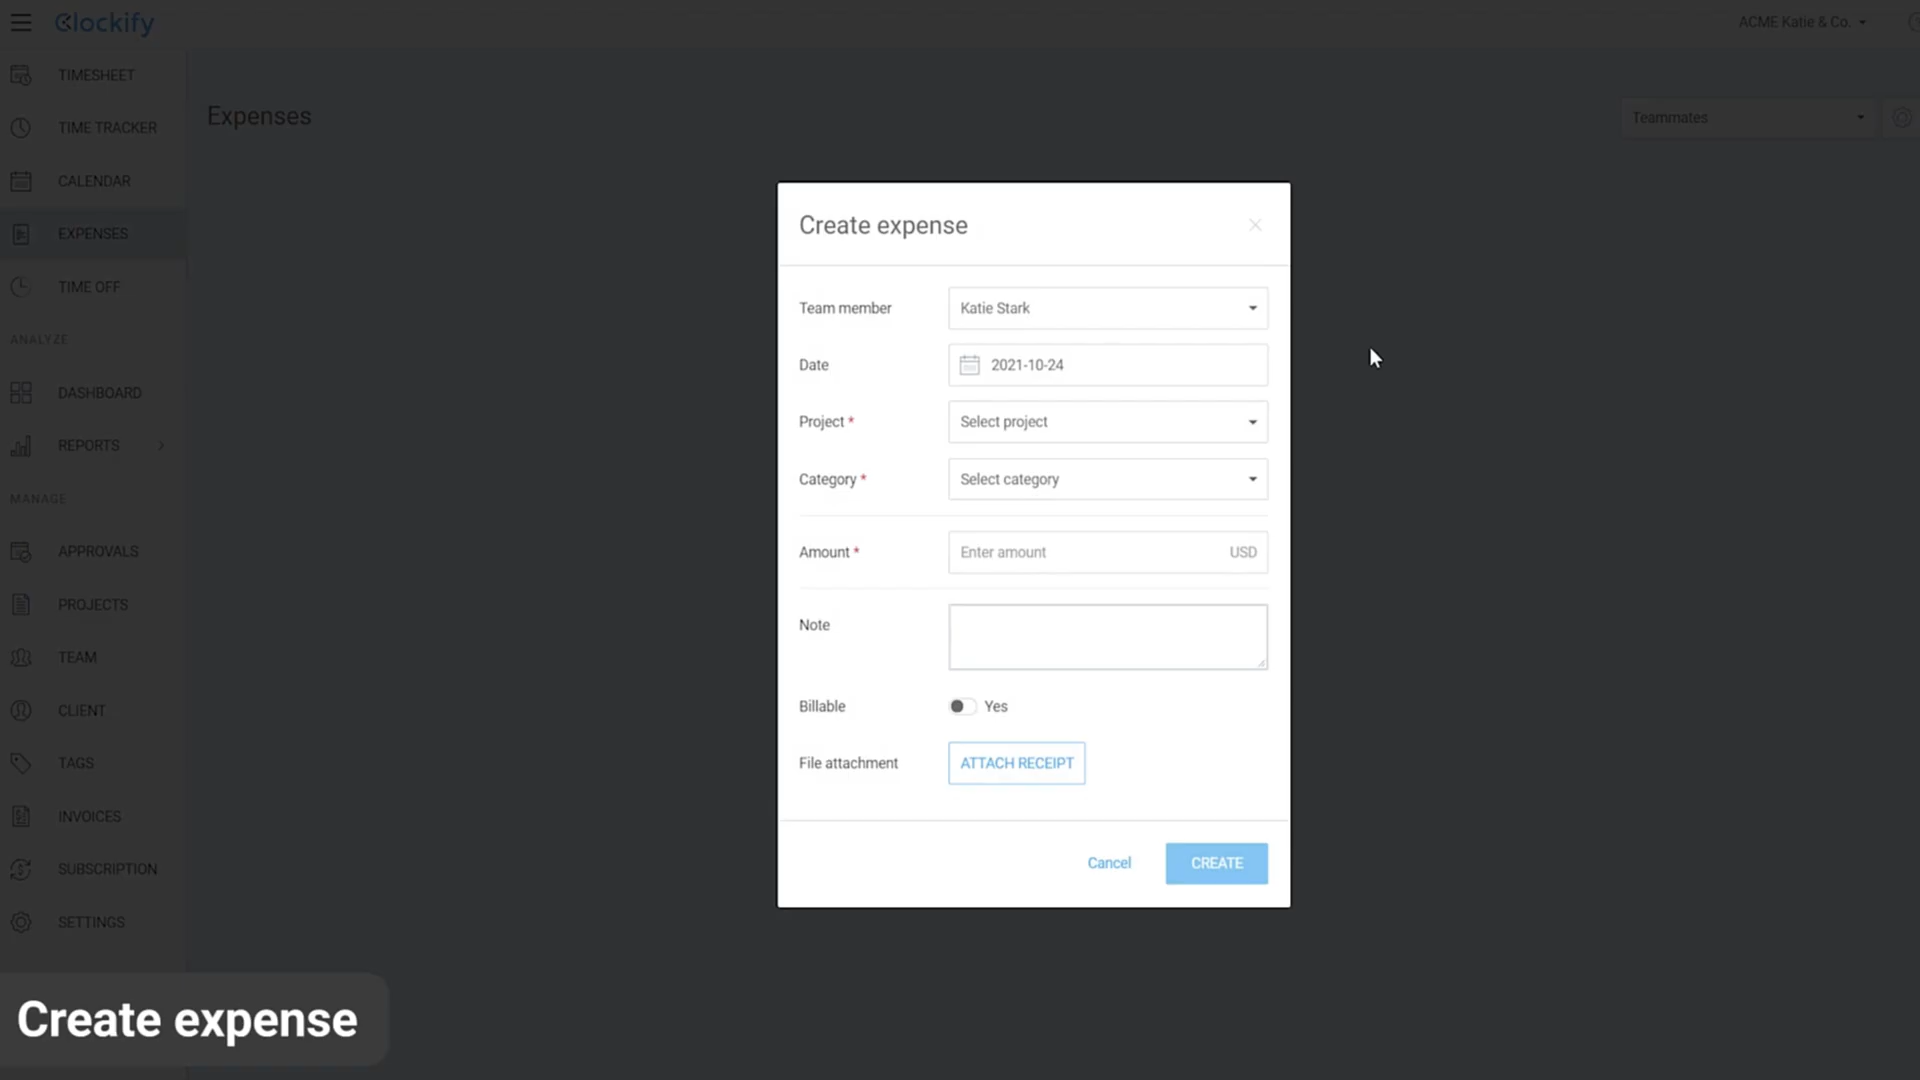 Clockify
ACME Katie & Co.
TIMESHEET
TIME TRACKER
CALENDAR
EXPENSES
TIME OFF
ANALYZE
DASHBOARD
REPORTS
MANAGE
APPROVALS
PROJECTS
TEAM
CLIENT
TAGS
INVOICES
SUBSCRIPTION
SETTINGS
Expenses
Teammates
Create expense
Team member
Katie Stark
Date
2021-10-24
Project *
Select project
Category *
Select category
Amount *
Enter amount USD
Note
Billable
Yes
File attachment
ATTACH RECEIPT
Cancel
CREATE
Create expense